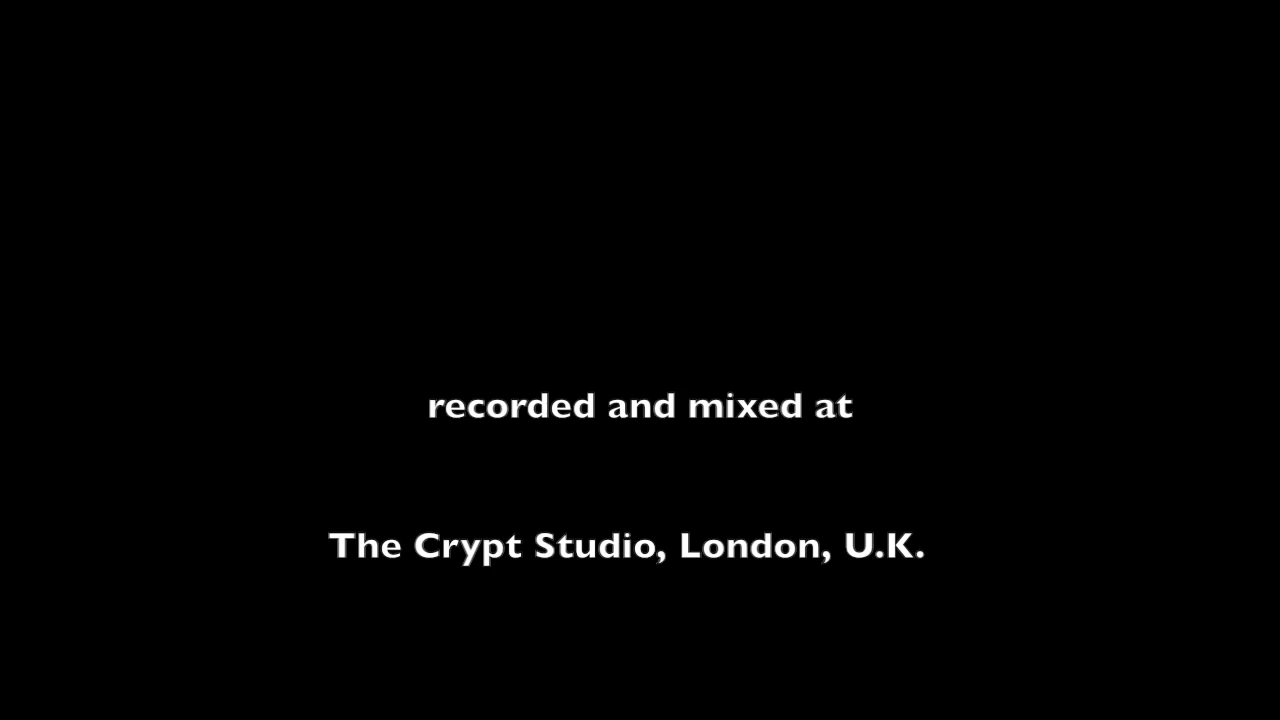 recorded and mixed at
The Crypt Studio, London, U.K.